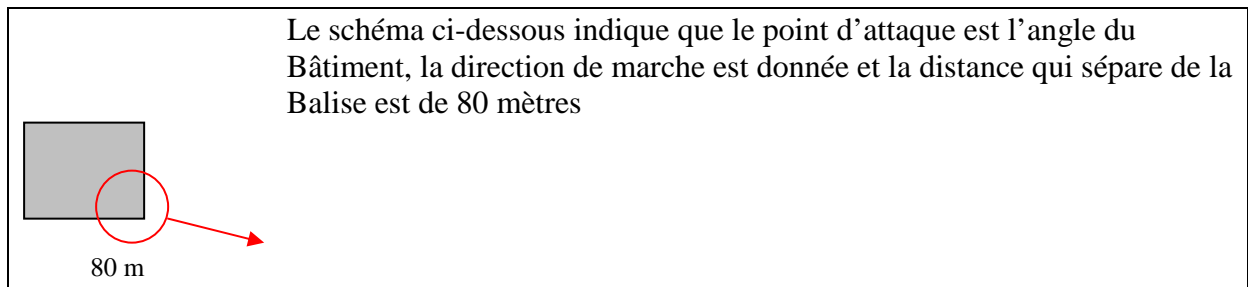 Le schéma ci-dessous indique que le point d’attaque est l’angle du
Bâtiment, la direction de marche est donnée et la distance qui sépare de la
Balise est de 80 mètres
80 m